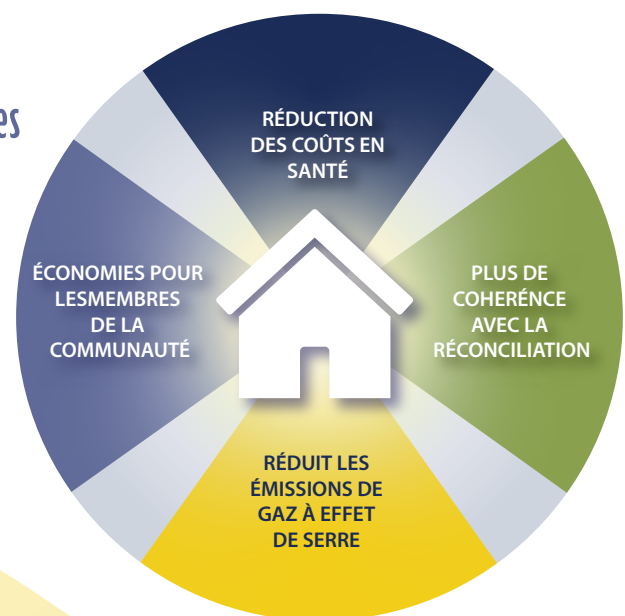 es
RÉDUCTION
DES COÛTS EN
SANTÉ
ÉCONOMIES POUR
LESMEMBRES
DE LA
COMMUNAUTÉ
PLUS DE
COHERÉNCE
AVEC LA
RÉCONCILIATION
RÉDUIT LES
ÉMISSIONS DE
GAZ À EFFET
DE SERRE